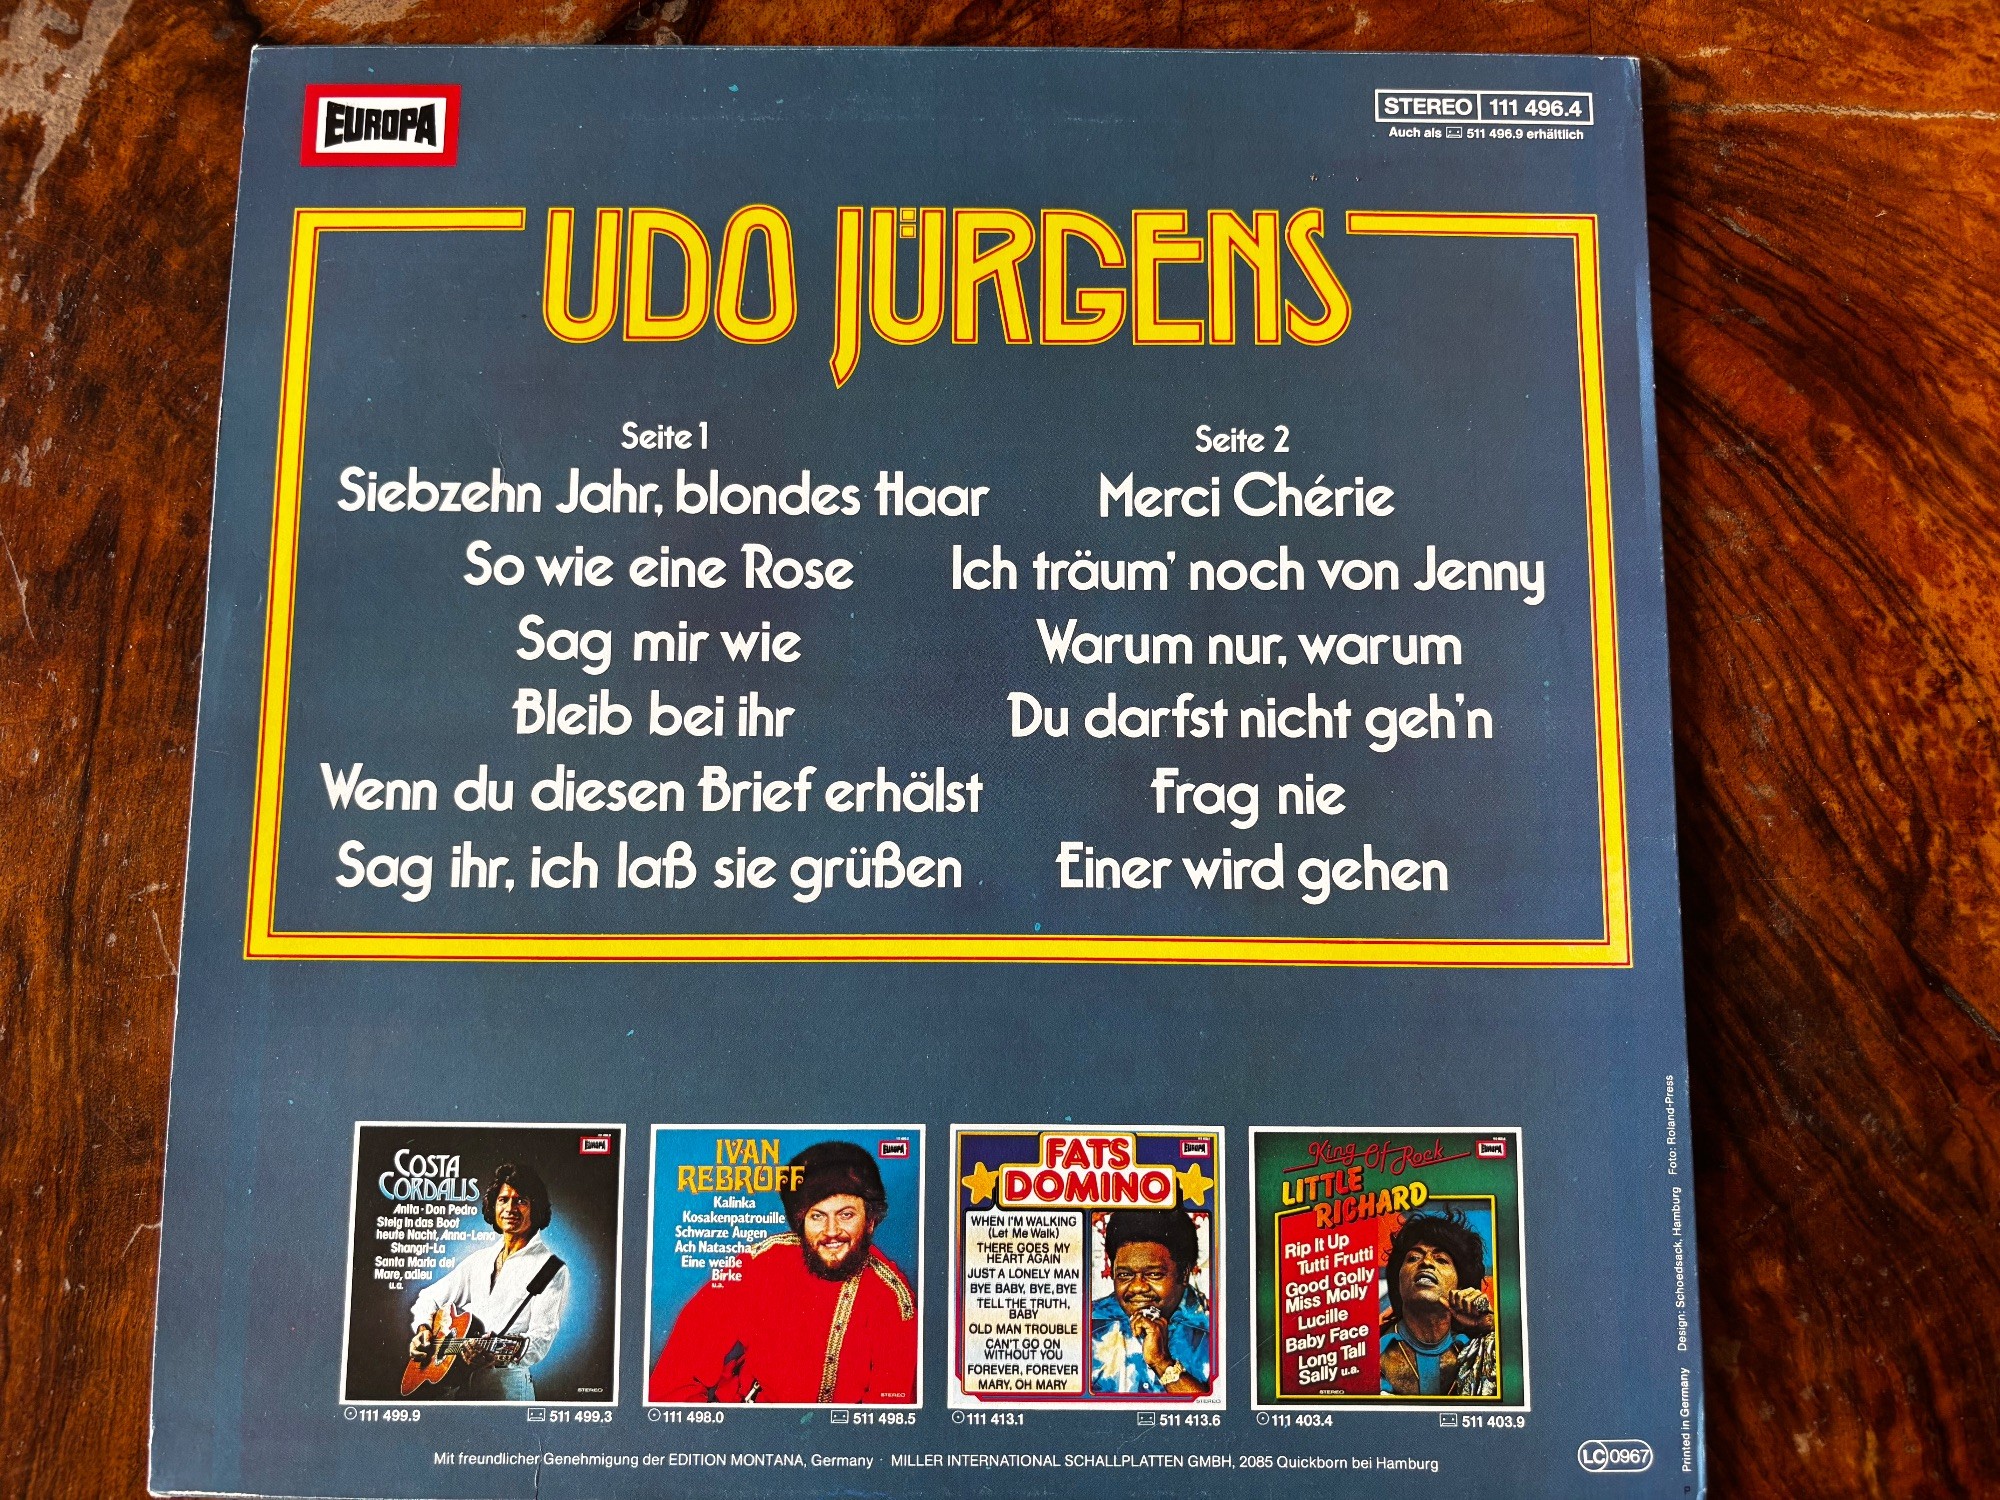 EUROPA
STEREO 111 496.4
Auch als 511 496.9 erhältlich
UDO JÜRGENS
Seite 1
Siebzehn Jahr, blondes Haar
So wie eine Rose
Sag mir wie
Bleib bei ihr
Wenn du diesen Brief erhälst
Sag ihr, ich laß sie grüßen
Seite 2
Merci Chérie
Ich träum' noch von Jenny
Warum nur, warum
Du darfst nicht geh'n
Frag nie
Einer wird gehen
EUROPA
COSTA
CORDALIS
Anita - Don Pedro
Steig in das Boot
heute Nacht, Anna-Lena
Shangri-La
Santa Maria del
Mare, adieu
u.a.
STEREO
111 499.9 511 499.3
EUROPA
IVAN
REBROFF
Kalinka
Kosakenpatrouille
Schwarze Augen
Ach Natascha
Eine weiße
Birke
u.a.
STEREO
111 498.0 511 498.5
EUROPA
FATS
DOMINO
WHEN I'M WALKING
(Let Me Walk)
THERE GOES MY
HEART AGAIN
JUST A LONELY MAN
BYE BABY, BYE, BYE
TELL THE TRUTH,
BABY
OLD MAN TROUBLE
CAN'T GO ON
WITHOUT YOU
FOREVER, FOREVER
MARY, OH MARY
STEREO
111 413.1 511 413.6
EUROPA
King Of Rock
LITTLE
RICHARD
Rip It Up
Tutti Frutti
Good Golly
Miss Molly
Lucille
Baby Face
Long Tall
Sally u.a.
STEREO
111 403.4 511 403.9
Mit freundlicher Genehmigung der EDITION MONTANA, Germany · MILLER INTERNATIONAL SCHALLPLATTEN GMBH, 2085 Quickborn bei Hamburg
LC 0967
Printed in Germany Design: Schoedsack, Hamburg Foto: Roland-Press